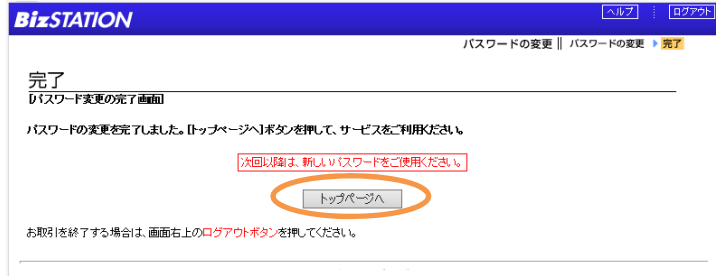 BizSTATION
ヘルプ ログアウト
パスワードの変更 || パスワードの変更 ▶ 完了
完了
[パスワード変更の完了画面]
パスワードの変更を完了しました。[トップページへ]ボタンを押して、サービスをご利用ください。
次回以降は、新しいパスワードをご使用ください。
トップページへ
お取引を終了する場合は、画面右上のログアウトボタンを押してください。